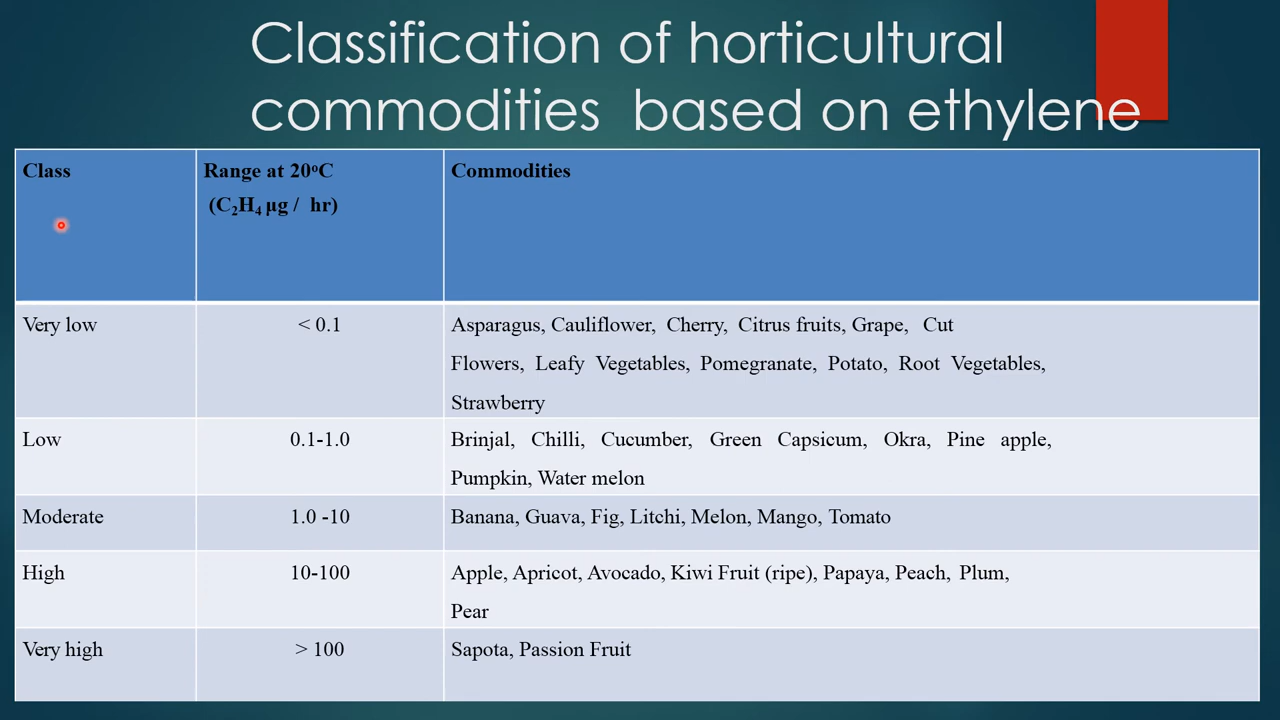 Classification of horticultural
commodities based on ethylene
Class
Range at 20°C
(C₂H₄ µg / hr)
Commodities
Very low
< 0.1
Asparagus, Cauliflower, Cherry, Citrus fruits, Grape, Cut
Flowers, Leafy Vegetables, Pomegranate, Potato, Root Vegetables,
Strawberry
Low
0.1-1.0
Brinjal, Chilli, Cucumber, Green Capsicum, Okra, Pine apple,
Pumpkin, Water melon
Moderate
1.0 -10
Banana, Guava, Fig, Litchi, Melon, Mango, Tomato
High
10-100
Apple, Apricot, Avocado, Kiwi Fruit (ripe), Papaya, Peach, Plum,
Pear
Very high
> 100
Sapota, Passion Fruit